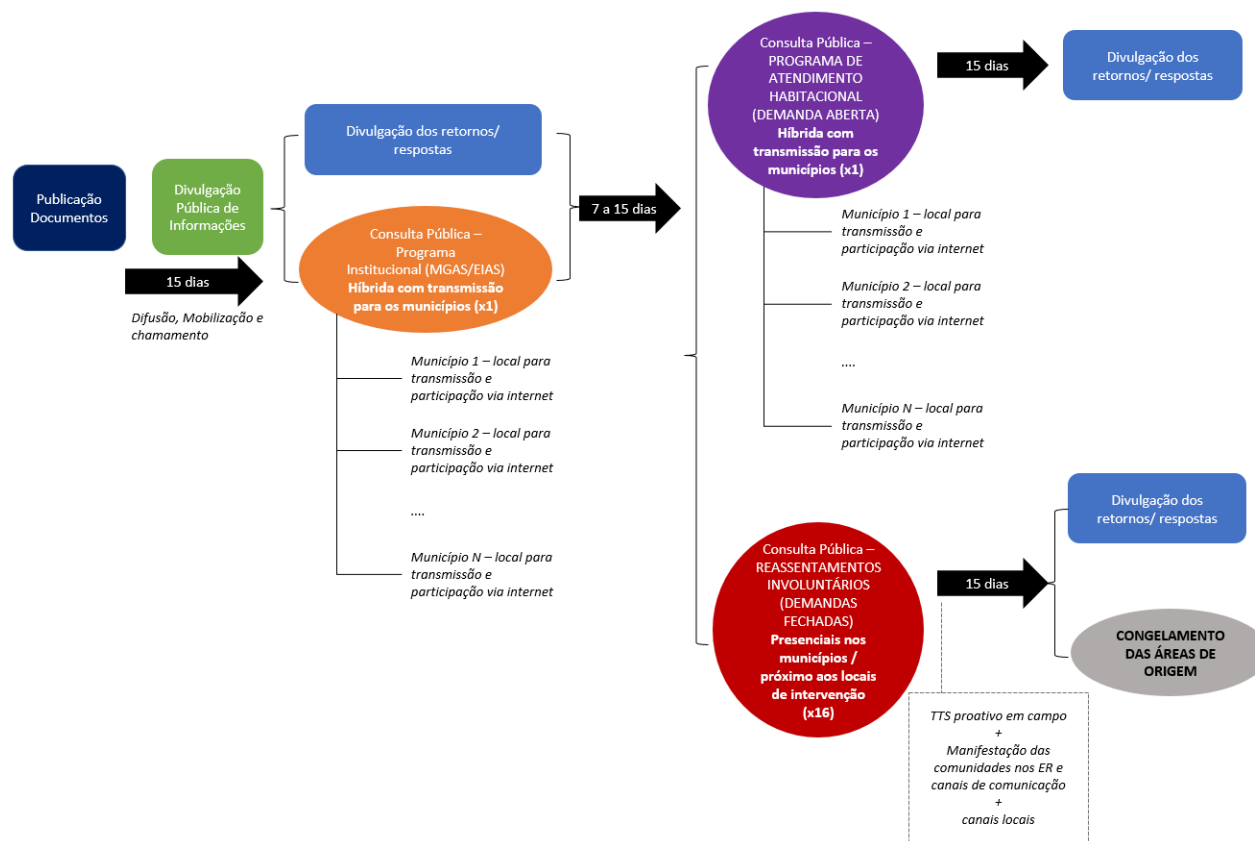 Publicação
Documentos
Divulgação
Pública de
Informações
15 dias
Difusão, Mobilização e
chamamento
Divulgação dos retornos/
respostas
Consulta Pública –
Programa
Institucional (MGAS/EIAS)
Híbrida com transmissão
para os municípios (x1)
Município 1 – local para
transmissão e
participação via internet
Município 2 – local para
transmissão e
participação via internet
....
Município N – local para
transmissão e
participação via internet
7 a 15 dias
Consulta Pública –
PROGRAMA DE
ATENDIMENTO
HABITACIONAL
(DEMANDA ABERTA)
Híbrida com
transmissão para os
municípios (x1)
15 dias
Divulgação dos
retornos/ respostas
Município 1 – local para
transmissão e
participação via internet
Município 2 – local para
transmissão e
participação via internet
....
Município N – local para
transmissão e
participação via internet
Consulta Pública –
REASSENTAMENTOS
INVOLUNTÁRIOS
(DEMANDAS
FECHADAS)
Presenciais nos
municípios /
próximo aos locais
de intervenção
(x16)
15 dias
Divulgação dos
retornos/ respostas
CONGELAMENTO
DAS ÁREAS DE
ORIGEM
TTS proativo em campo
+
Manifestação das
comunidades nos ER e
canais de comunicação
+
canais locais